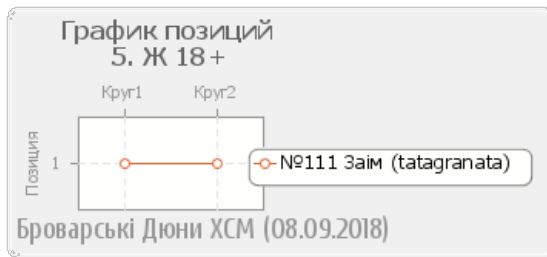 График позиций
5. Ж 18+
Круг1 Круг2
Позиция
1
№111 Заім (tatagranata)
Броварські Дюни ХСМ (08.09.2018)